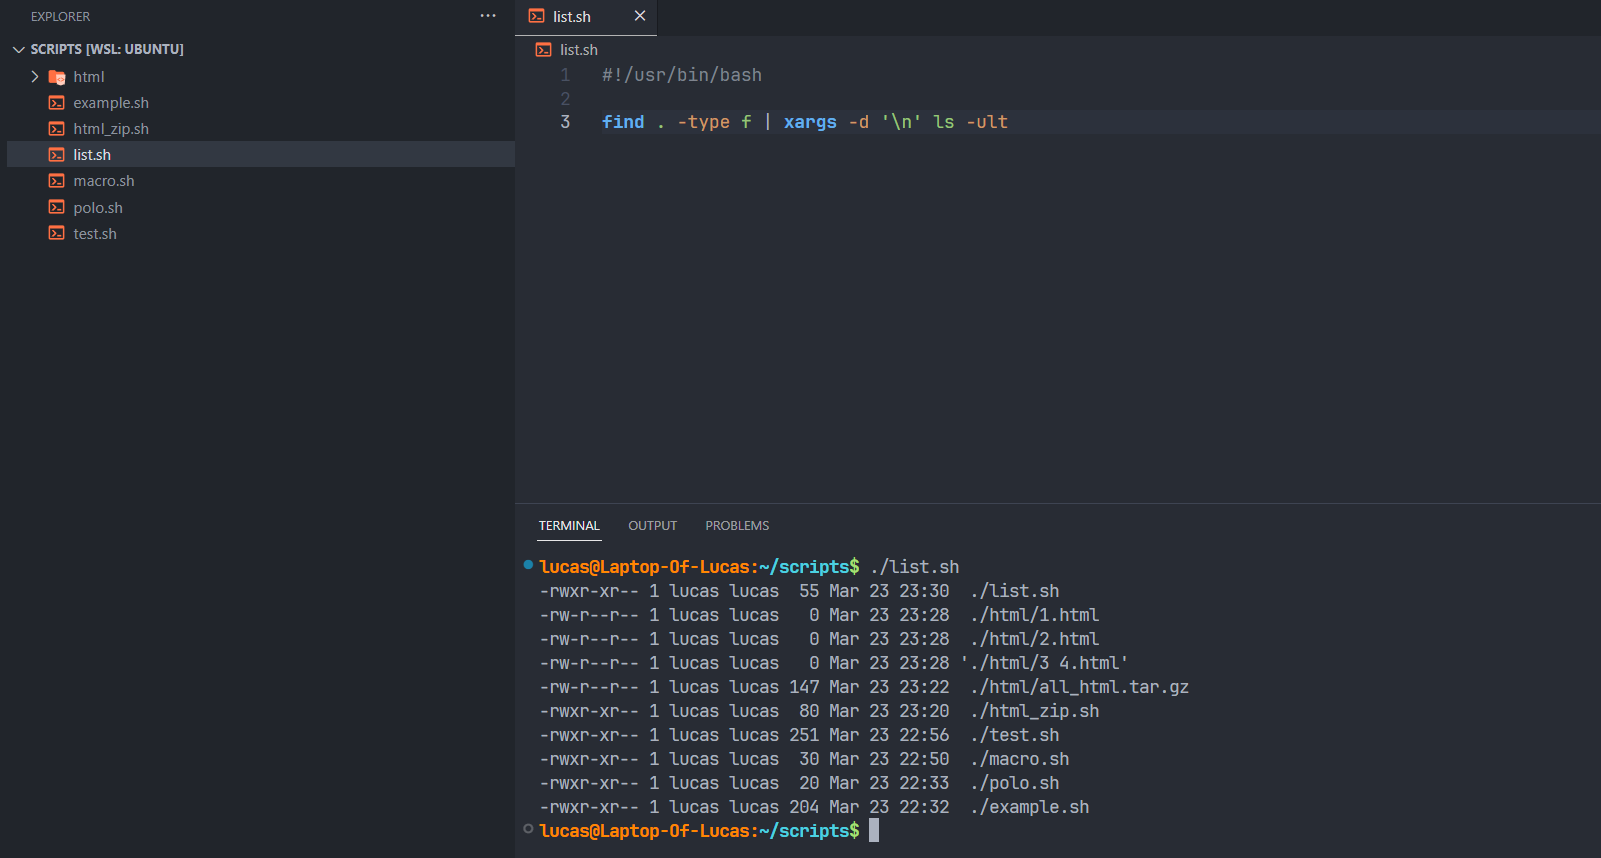 EXPLORER
SCRIPTS [WSL: UBUNTU]
html
example.sh
html_zip.sh
list.sh
macro.sh
polo.sh
test.sh
list.sh
list.sh
1 #!/usr/bin/bash
2
3 find . -type f | xargs -d '\n' ls -ult
TERMINAL OUTPUT PROBLEMS
lucas@Laptop-Of-Lucas:~/scripts$ ./list.sh
-rwxr-xr-- 1 lucas lucas  55 Mar 23 23:30  ./list.sh
-rw-r--r-- 1 lucas lucas   0 Mar 23 23:28  ./html/1.html
-rw-r--r-- 1 lucas lucas   0 Mar 23 23:28  ./html/2.html
-rw-r--r-- 1 lucas lucas   0 Mar 23 23:28 './html/3 4.html'
-rw-r--r-- 1 lucas lucas 147 Mar 23 23:22  ./html/all_html.tar.gz
-rwxr-xr-- 1 lucas lucas  80 Mar 23 23:20  ./html_zip.sh
-rwxr-xr-- 1 lucas lucas 251 Mar 23 22:56  ./test.sh
-rwxr-xr-- 1 lucas lucas  30 Mar 23 22:50  ./macro.sh
-rwxr-xr-- 1 lucas lucas  20 Mar 23 22:33  ./polo.sh
-rwxr-xr-- 1 lucas lucas 204 Mar 23 22:32  ./example.sh
lucas@Laptop-Of-Lucas:~/scripts$